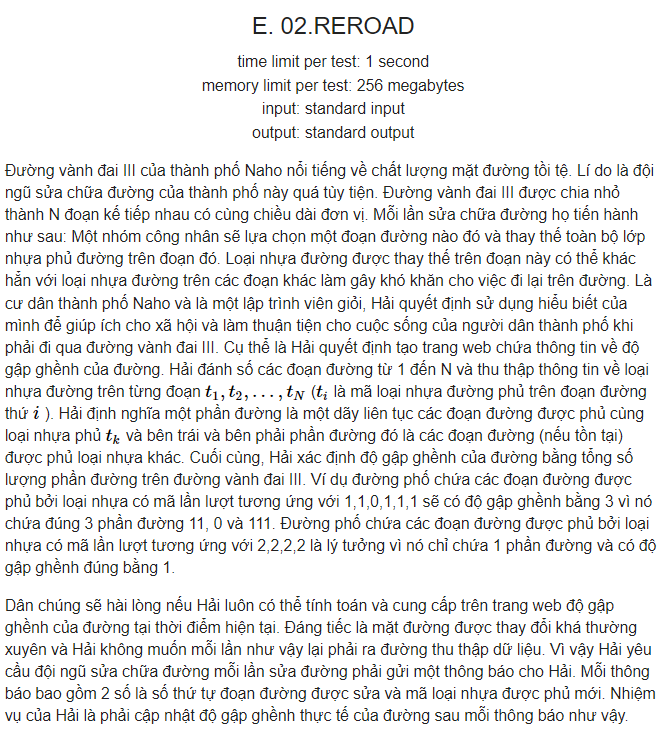 E. 02.REROAD
time limit per test: 1 second
memory limit per test: 256 megabytes
input: standard input
output: standard output
Đường vành đai III của thành phố Naho nổi tiếng về chất lượng mặt đường tồi tệ. Lí do là đội
ngũ sửa chữa đường của thành phố này quá tùy tiện. Đường vành đai III được chia nhỏ
thành N đoạn kế tiếp nhau có cùng chiều dài đơn vị. Mỗi lần sửa chữa đường họ tiến hành
như sau: Một nhóm công nhân sẽ lựa chọn một đoạn đường nào đó và thay thế toàn bộ lớp
nhựa phủ đường trên đoạn đó. Loại nhựa đường được thay thế trên đoạn này có thể khác
hẳn với loại nhựa đường trên các đoạn khác làm gây khó khăn cho việc đi lại trên đường. Là
cư dân thành phố Naho và là một lập trình viên giỏi, Hải quyết định sử dụng hiểu biết của
mình để giúp ích cho xã hội và làm thuận tiện cho cuộc sống của người dân thành phố khi
phải đi qua đường vành đai III. Cụ thể là Hải quyết định tạo trang web chứa thông tin về độ
gập ghềnh của đường. Hải đánh số các đoạn đường từ 1 đến N và thu thập thông tin về loại
nhựa đường trên từng đoạn t₁, t₂, . . . , t_N (t_i là mã loại nhựa đường phủ trên đoạn đường
thứ i ). Hải định nghĩa một phần đường là một dãy liên tục các đoạn đường được phủ cùng
loại nhựa phủ t_k và bên trái và bên phải phần đường đó là các đoạn đường (nếu tồn tại)
được phủ loại nhựa khác. Cuối cùng, Hải xác định độ gập ghềnh của đường bằng tổng số
lượng phần đường trên đường vành đai III. Ví dụ đường phố chứa các đoạn đường được
phủ bởi loại nhựa có mã lần lượt tương ứng với 1,1,0,1,1,1 sẽ có độ gập ghềnh bằng 3 vì nó
chứa đúng 3 phần đường 11, 0 và 111. Đường phố chứa các đoạn đường được phủ bởi loại
nhựa có mã lần lượt tương ứng với 2,2,2,2 là lý tưởng vì nó chỉ chứa 1 phần đường và có độ
gập ghềnh đúng bằng 1.
Dân chúng sẽ hài lòng nếu Hải luôn có thể tính toán và cung cấp trên trang web độ gập
ghềnh của đường tại thời điểm hiện tại. Đáng tiếc là mặt đường được thay đổi khá thường
xuyên và Hải không muốn mỗi lần như vậy lại phải ra đường thu thập dữ liệu. Vì vậy Hải yêu
cầu đội ngũ sửa chữa đường mỗi lần sửa đường phải gửi một thông báo cho Hải. Mỗi thông
báo bao gồm 2 số là số thứ tự đoạn đường được sửa và mã loại nhựa được phủ mới. Nhiệm
vụ của Hải là phải cập nhật độ gập ghềnh thực tế của đường sau mỗi thông báo như vậy.